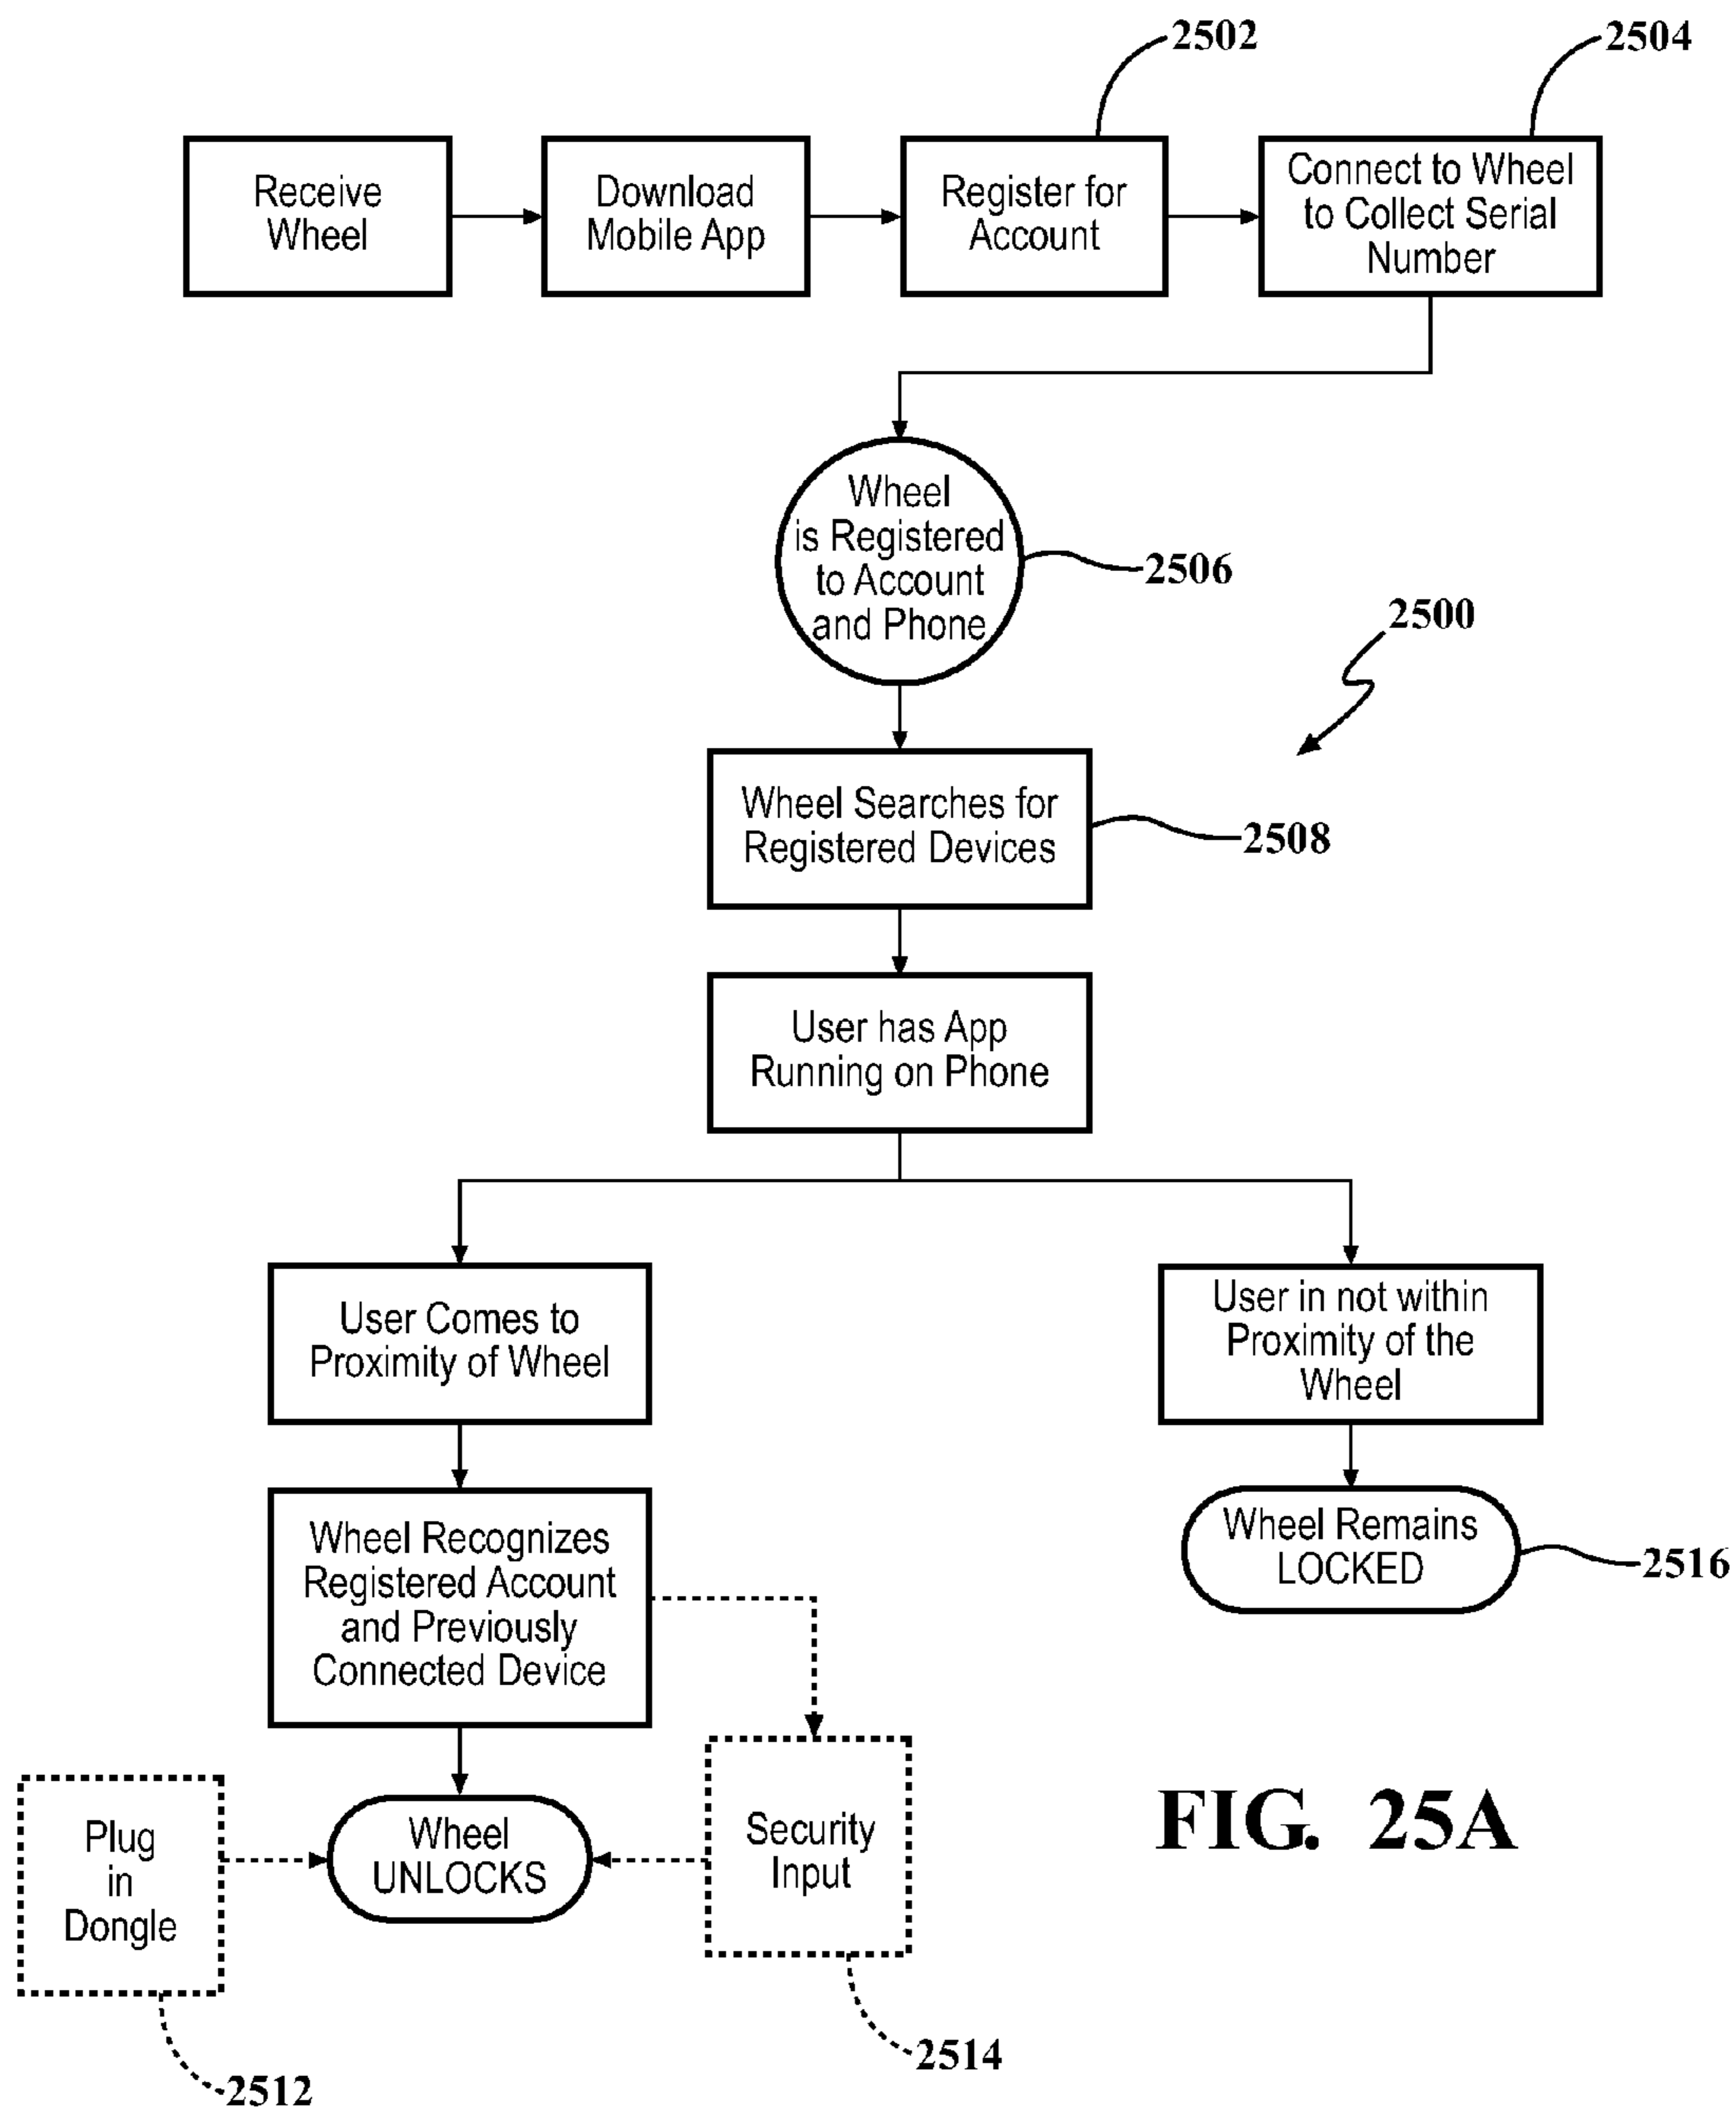 2502
2504
Receive
Wheel
Download
Mobile App
Register for
Account
Connect to Wheel
to Collect Serial
Number
Wheel
is Registered
to Account
and Phone
2506
2500
Wheel Searches for
Registered Devices
2508
User has App
Running on Phone
User Comes to
Proximity of Wheel
User in not within
Proximity of the
Wheel
Wheel Recognizes
Registered Account
and Previously
Connected Device
Wheel Remains
LOCKED
2516
Plug
in
Dongle
Wheel
UNLOCKS
Security
Input
FIG. 25A
2512
2514